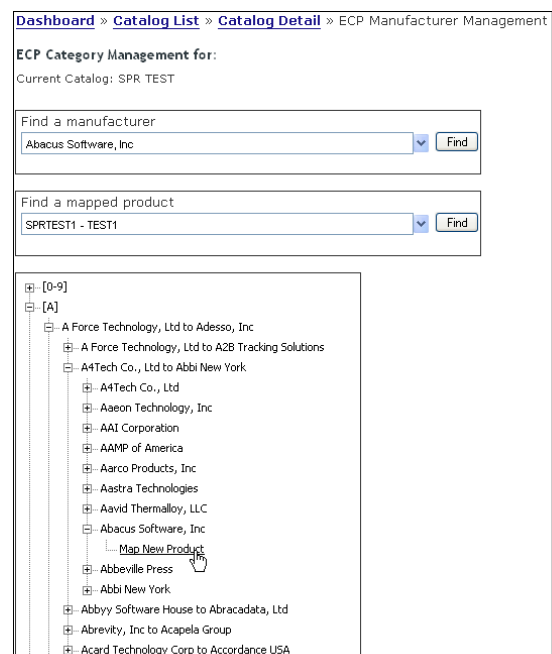 Dashboard » Catalog List » Catalog Detail » ECP Manufacturer Management
ECP Category Management for:
Current Catalog: SPR TEST
Find a manufacturer
Abacus Software, Inc Find
Find a mapped product
SPRTEST1 - TEST1 Find
[0-9]
[A]
A Force Technology, Ltd to Adesso, Inc
A Force Technology, Ltd to A2B Tracking Solutions
A4Tech Co., Ltd to Abbi New York
A4Tech Co., Ltd
Aaeon Technology, Inc
AAI Corporation
AAMP of America
Aarco Products, Inc
Aastra Technologies
Aavid Thermalloy, LLC
Abacus Software, Inc
Map New Product
Abbeville Press
Abbi New York
Abbyy Software House to Abracadata, Ltd
Abrevity, Inc to Acapela Group
Acard Technology Corp to Accordance USA